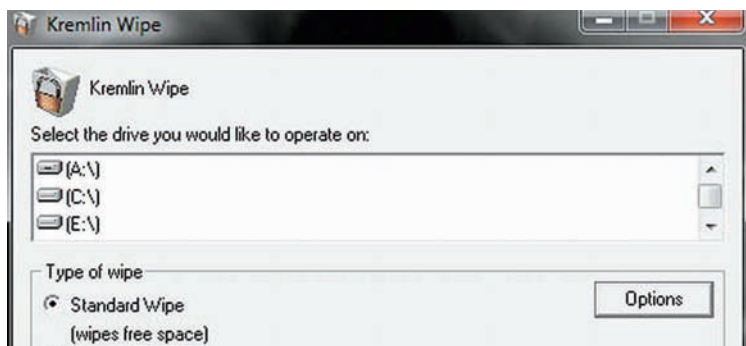 Kremlin Wipe
Kremlin Wipe
Select the drive you would like to operate on:
(A:\)
(C:\)
(E:\)
Type of wipe
Standard Wipe
Options
(wipes free space)